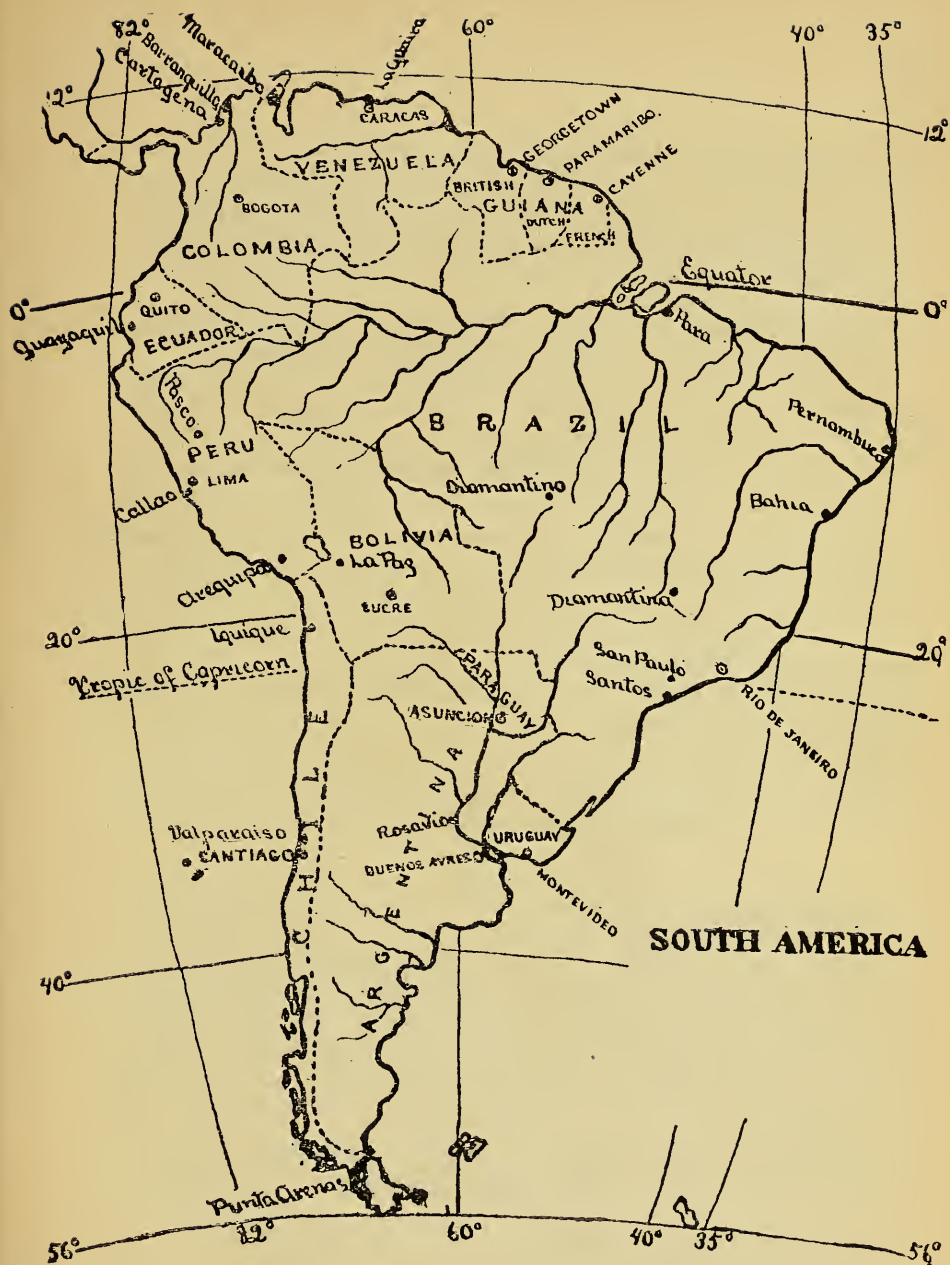 82°
60°
40°
35°
Maracaibo
Barranquilla
Cartagena
La Guaira
12°
12°
CARACAS
GEORGETOWN
PARAMARIBO.
CAYENNE
VENEZUELA
BRITISH
GUIANA
DUTCH
FRENCH
BOGOTA
COLOMBIA
Equator
0°
0°
QUITO
Guayaquil
ECUADOR
Para
Pasco
BRAZIL
Pernambuco
PERU
LIMA
Callao
Diamantino
Bahia
BOLIVIA
La Paz
Arequipa
SUCRE
Diamantina
20°
Iquique
20°
Tropic of Capricorn
PARAGUAY
San Paulo
Santos
RIO DE JANEIRO
ASUNCION
CHILE
ARGENTINA
Rosario
Valparaiso
SANTIAGO
URUGUAY
BUENOS AYRES
MONTEVIDEO
SOUTH AMERICA
40°
Punta Arenas
56°
82°
60°
40°
35°
56°